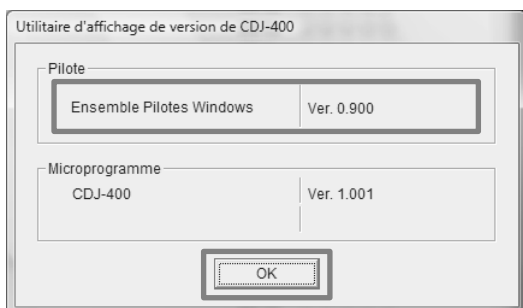 Utilitaire d'affichage de version de CDJ-400
Pilote
Ensemble Pilotes Windows Ver. 0.900
Microprogramme
CDJ-400 Ver. 1.001
OK